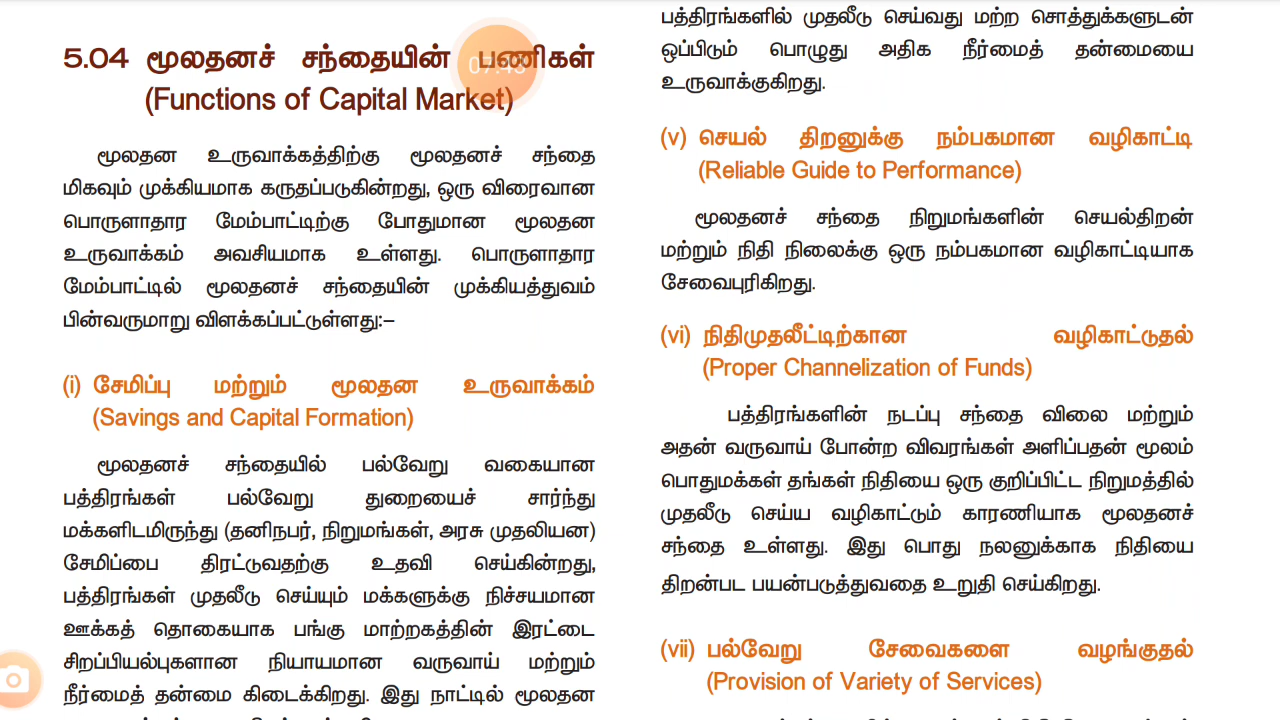 5.04 மூலதனச் சந்தையின் பணிகள்
(Functions of Capital Market)
மூலதன உருவாக்கத்திற்கு மூலதனச் சந்தை
மிகவும் முக்கியமாக கருதப்படுகின்றது, ஒரு விரைவான
பொருளாதார மேம்பாட்டிற்கு போதுமான மூலதன
உருவாக்கம் அவசியமாக உள்ளது. பொருளாதார
மேம்பாட்டில் மூலதனச் சந்தையின் முக்கியத்துவம்
பின்வருமாறு விளக்கப்பட்டுள்ளது:–
(i) சேமிப்பு மற்றும் மூலதன உருவாக்கம்
(Savings and Capital Formation)
மூலதனச் சந்தையில் பல்வேறு வகையான
பத்திரங்கள் பல்வேறு துறையைச் சார்ந்து
மக்களிடமிருந்து (தனிநபர், நிறுமங்கள், அரசு முதலியன)
சேமிப்பை திரட்டுவதற்கு உதவி செய்கின்றது,
பத்திரங்கள் முதலீடு செய்யும் மக்களுக்கு நிச்சயமான
ஊக்கத் தொகையாக பங்கு மாற்றகத்தின் இரட்டை
சிறப்பியல்புகளான நியாயமான வருவாய் மற்றும்
நீர்மைத் தன்மை கிடைக்கிறது. இது நாட்டில் மூலதன
பத்திரங்களில் முதலீடு செய்வது மற்ற சொத்துக்களுடன்
ஒப்பிடும் பொழுது அதிக நீர்மைத் தன்மையை
உருவாக்குகிறது.
(v) செயல் திறனுக்கு நம்பகமான வழிகாட்டி
(Reliable Guide to Performance)
மூலதனச் சந்தை நிறுமங்களின் செயல்திறன்
மற்றும் நிதி நிலைக்கு ஒரு நம்பகமான வழிகாட்டியாக
சேவைபுரிகிறது.
(vi) நிதிமுதலீட்டிற்கான வழிகாட்டுதல்
(Proper Channelization of Funds)
பத்திரங்களின் நடப்பு சந்தை விலை மற்றும்
அதன் வருவாய் போன்ற விவரங்கள் அளிப்பதன் மூலம்
பொதுமக்கள் தங்கள் நிதியை ஒரு குறிப்பிட்ட நிறுமத்தில்
முதலீடு செய்ய வழிகாட்டும் காரணியாக மூலதனச்
சந்தை உள்ளது. இது பொது நலனுக்காக நிதியை
திறன்பட பயன்படுத்துவதை உறுதி செய்கிறது.
(vii) பல்வேறு சேவைகளை வழங்குதல்
(Provision of Variety of Services)